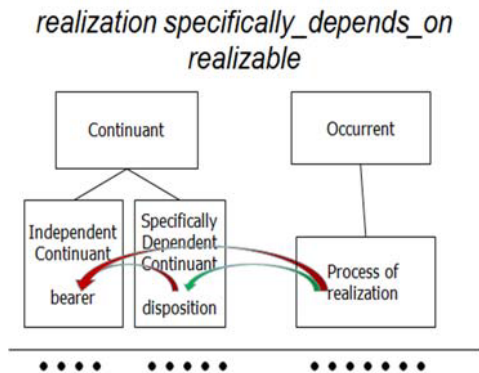 realization specifically_depends_on
realizable
Continuant
Occurrent
Independent
Continuant
bearer
Specifically
Dependent
Continuant
disposition
Process of
realization